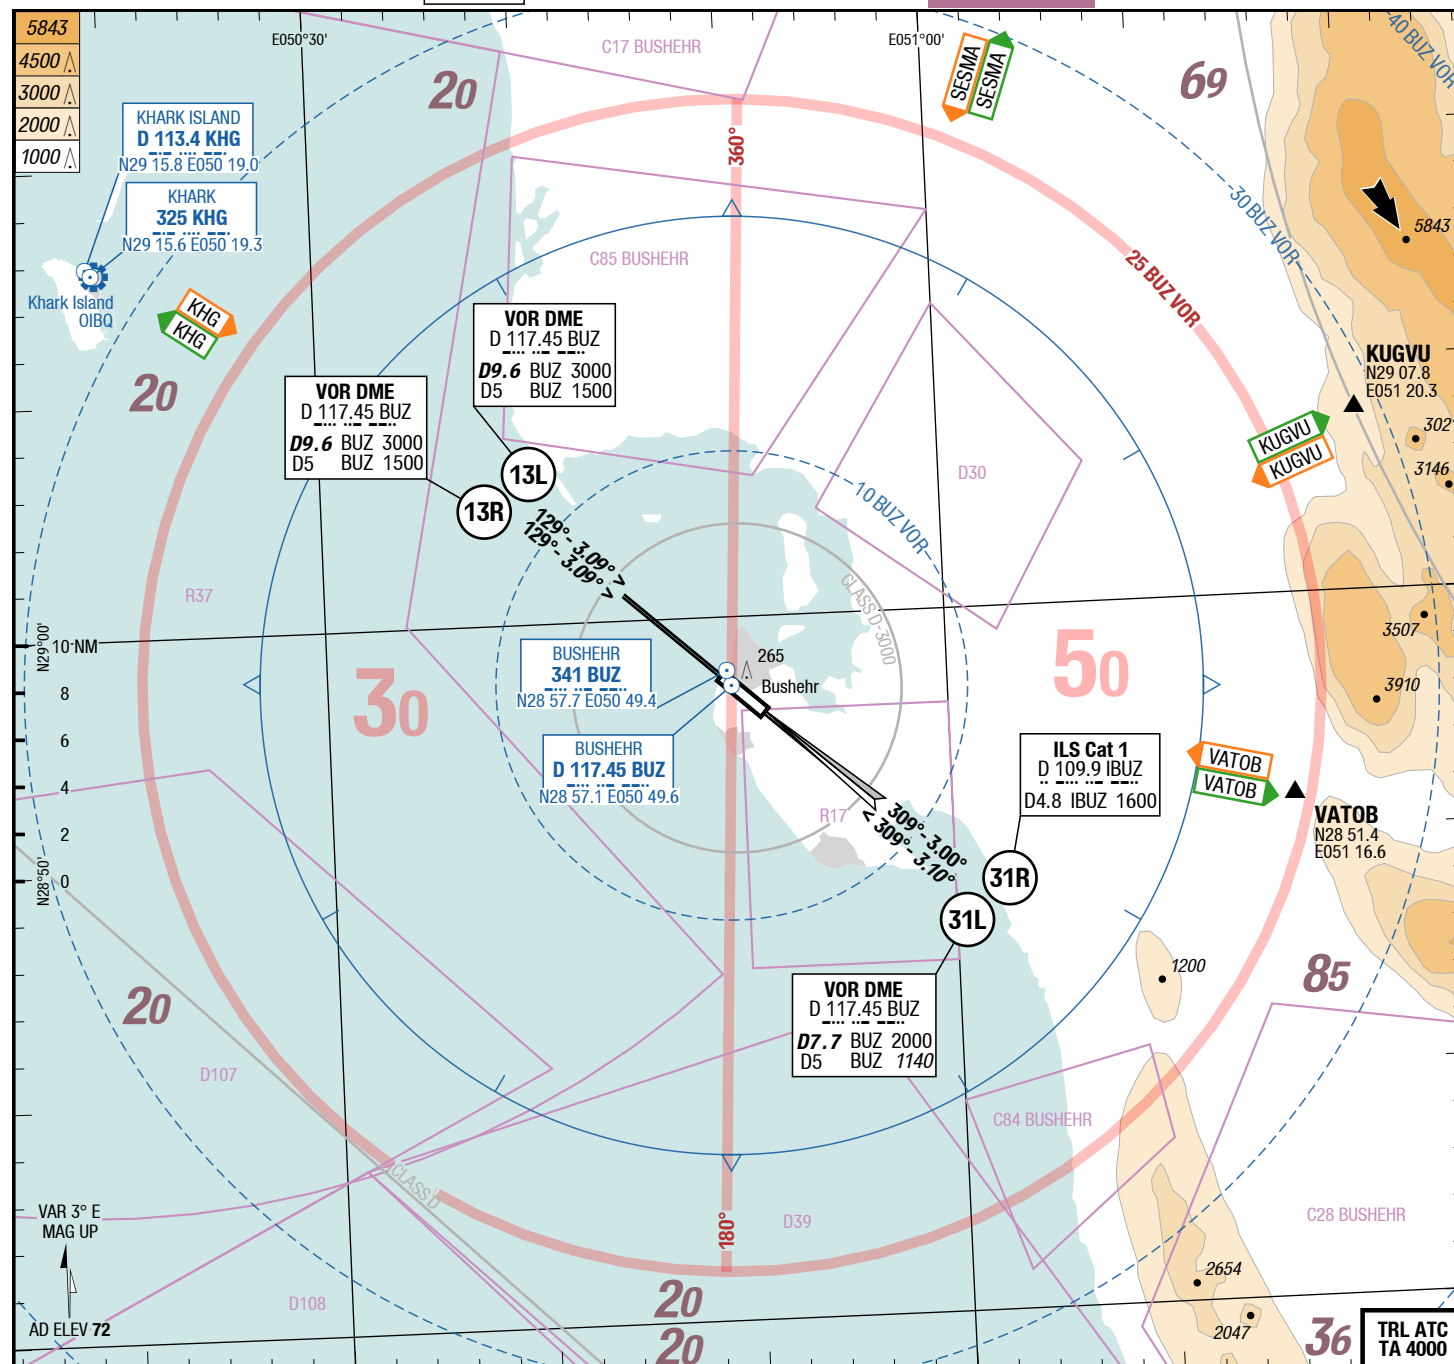 5843
4500
3000
2000
1000
E050°30'
E051°00'
C17 BUSHEHR
20
69
SESMA
SESMA
40 BUZ VOR
30 BUZ VOR
25 BUZ VOR
360°
KHARK ISLAND
D 113.4 KHG
N29 15.8 E050 19.0
KHARK
325 KHG
N29 15.6 E050 19.3
Khark Island
OIBQ
KHG
KHG
C85 BUSHEHR
5843
20
VOR DME
D 117.45 BUZ
D9.6 BUZ 3000
D5 BUZ 1500
VOR DME
D 117.45 BUZ
D9.6 BUZ 3000
D5 BUZ 1500
KUGVU
N29 07.8
E051 20.3
KUGVU
KUGVU
3146
13L
13R
D30
10 BUZ VOR
129° - 3.09° >
129° - 3.09° >
CLASS D-3000
R37
N29°00'
10 NM
8
6
4
2
0
N28°50'
3507
3910
30
50
BUSHEHR
341 BUZ
N28 57.7 E050 49.4
265
Bushehr
BUSHEHR
D 117.45 BUZ
N28 57.1 E050 49.6
ILS Cat 1
D 109.9 IBUZ
D4.8 IBUZ 1600
VATOB
VATOB
VATOB
N28 51.4
E051 16.6
R17
309° - 3.00°
< 309° - 3.10°
31R
31L
VOR DME
D 117.45 BUZ
D7.7 BUZ 2000
D5 BUZ 1140
1200
85
20
D107
C84 BUSHEHR
CLASS D
D39
180°
C28 BUSHEHR
VAR 3° E
MAG UP
AD ELEV 72
D108
20
20
2654
2047
36
TRL ATC
TA 4000